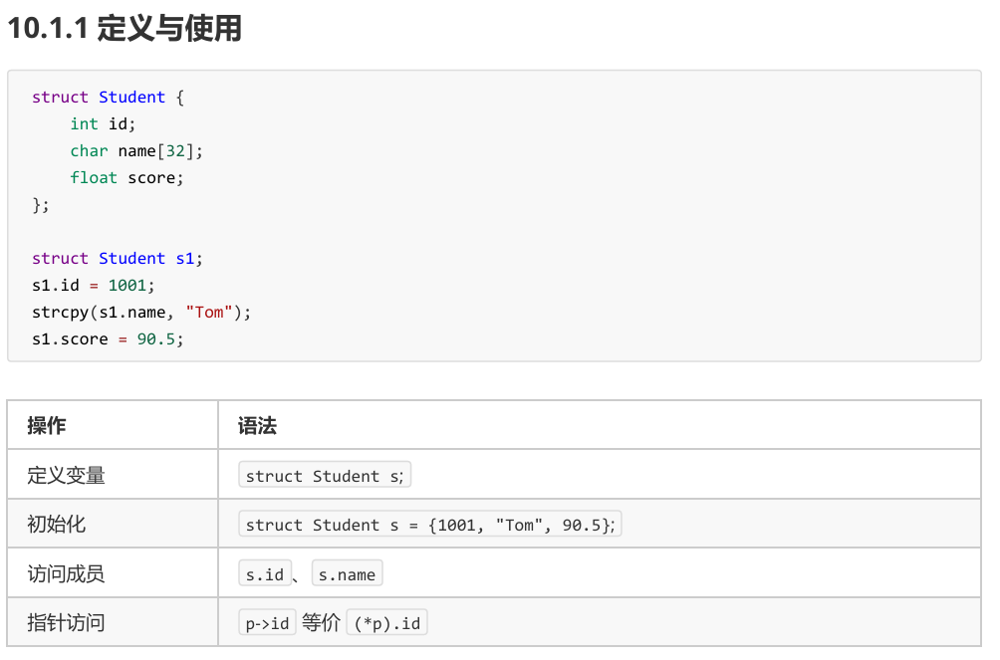 10.1.1 定义与使用
struct Student {
    int id;
    char name[32];
    float score;
};
struct Student s1;
s1.id = 1001;
strcpy(s1.name, "Tom");
s1.score = 90.5;
操作 语法
定义变量 struct Student s;
初始化 struct Student s = {1001, "Tom", 90.5};
访问成员 s.id、s.name
指针访问 p->id 等价 (*p).id